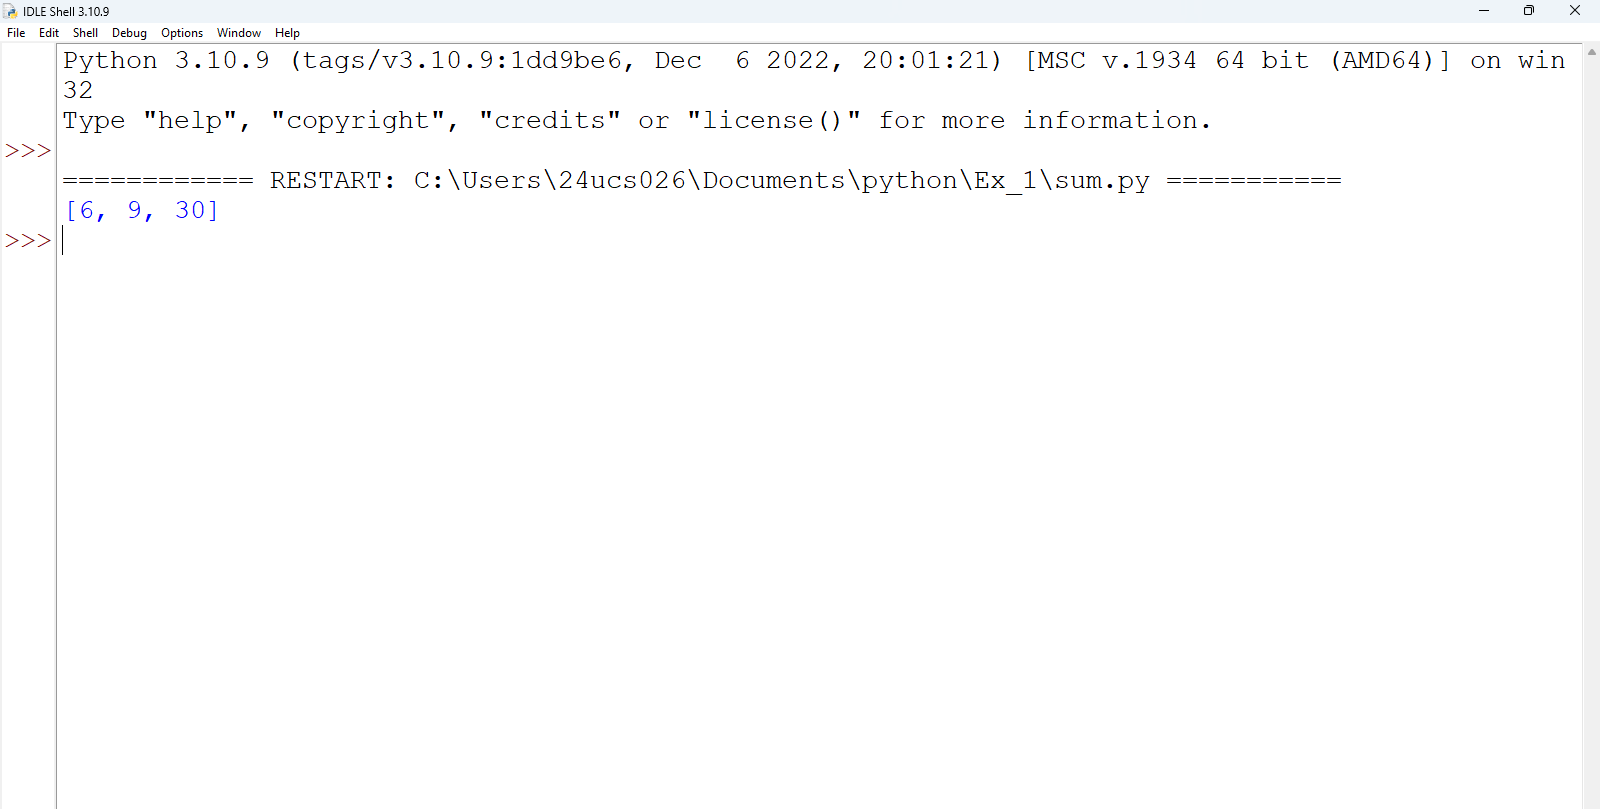 IDLE Shell 3.10.9
File Edit Shell Debug Options Window Help
Python 3.10.9 (tags/v3.10.9:1dd9be6, Dec  6 2022, 20:01:21) [MSC v.1934 64 bit (AMD64)] on win
32
Type "help", "copyright", "credits" or "license()" for more information.
>>>
============ RESTART: C:\Users\24ucs026\Documents\python\Ex_1\sum.py ===========
[6, 9, 30]
>>>